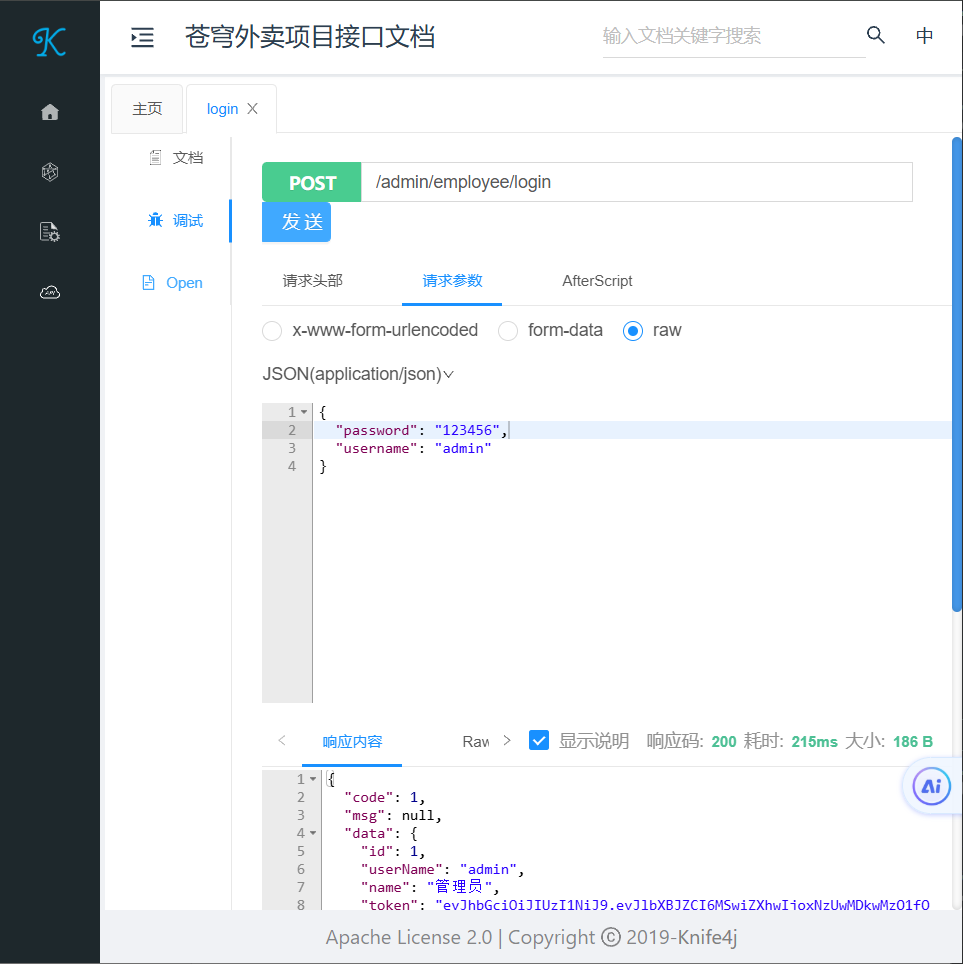 苍穹外卖项目接口文档
输入文档关键字搜索
中
主页
login
文档
调试
Open
POST
/admin/employee/login
发 送
请求头部
请求参数
AfterScript
x-www-form-urlencoded
form-data
raw
JSON(application/json)
1 {
2 "password": "123456",
3 "username": "admin"
4 }
响应内容
Raw
显示说明
响应码: 200 耗时: 215ms 大小: 186 B
1 {
2 "code": 1,
3 "msg": null,
4 "data": {
5 "id": 1,
6 "userName": "admin",
7 "name": "管理员",
8 "token": "eyJhbGciOiJIUzI1NiJ9.eyJlbXBJZCI6MSwiZXhwIjoxNzUwMDkwMzQ1fQ
Ai
Apache License 2.0 | Copyright © 2019-Knife4j